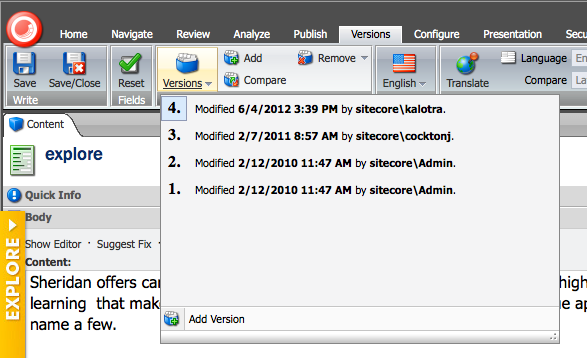 Home Navigate Review Analyze Publish Versions Configure Presentation Secu
Save Save/Close Reset Versions Add Remove English Translate Language En
Compare Compare La
Write Fields
Content
explore
4. Modified 6/4/2012 3:39 PM by sitecore\kalotra.
3. Modified 2/7/2011 8:57 AM by sitecore\cocktonj.
2. Modified 2/12/2010 11:47 AM by sitecore\Admin.
1. Modified 2/12/2010 11:47 AM by sitecore\Admin.
Quick Info
Body
Show Editor · Suggest Fix ·
Content:
EXPLORE
Sheridan offers car high
learning that mak e ap
name a few.
Add Version